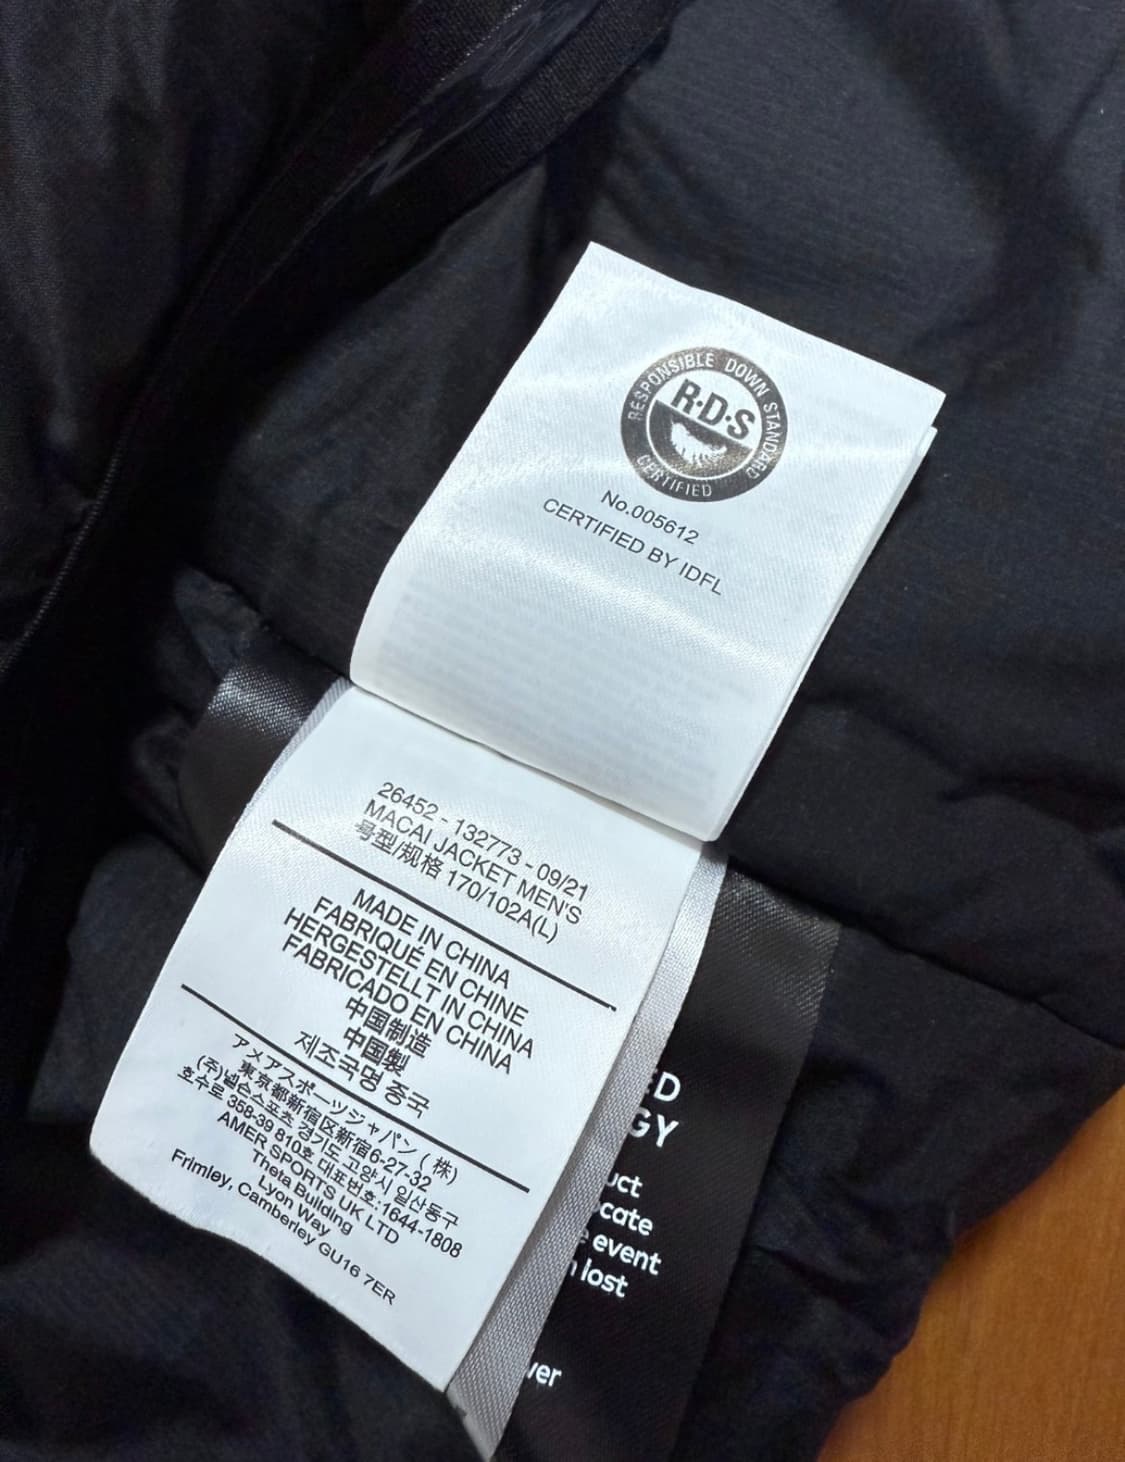 RESPONSIBLE DOWN STANDARD
R·D·S
CERTIFIED
No.005612
CERTIFIED BY IDFL
26452 - 132773 - 09/21
MACAI JACKET MEN'S
号型/规格 170/102A(L)
MADE IN CHINA
FABRIQUÉ EN CHINE
HERGESTELLT IN CHINA
FABRICADO EN CHINA
中国制造
中国製
제조국명 중국
アメアスポーツジャパン(株)
東京都新宿区新宿6-27-32
(주)넬슨스포츠 경기도 고양시 일산동구
호수로 358-39 810호 대표번호:1644-1808
AMER SPORTS UK LTD
Theta Building
Lyon Way
Frimley, Camberley GU16 7ER
ED
GY
uct
cate
event
lost
ver